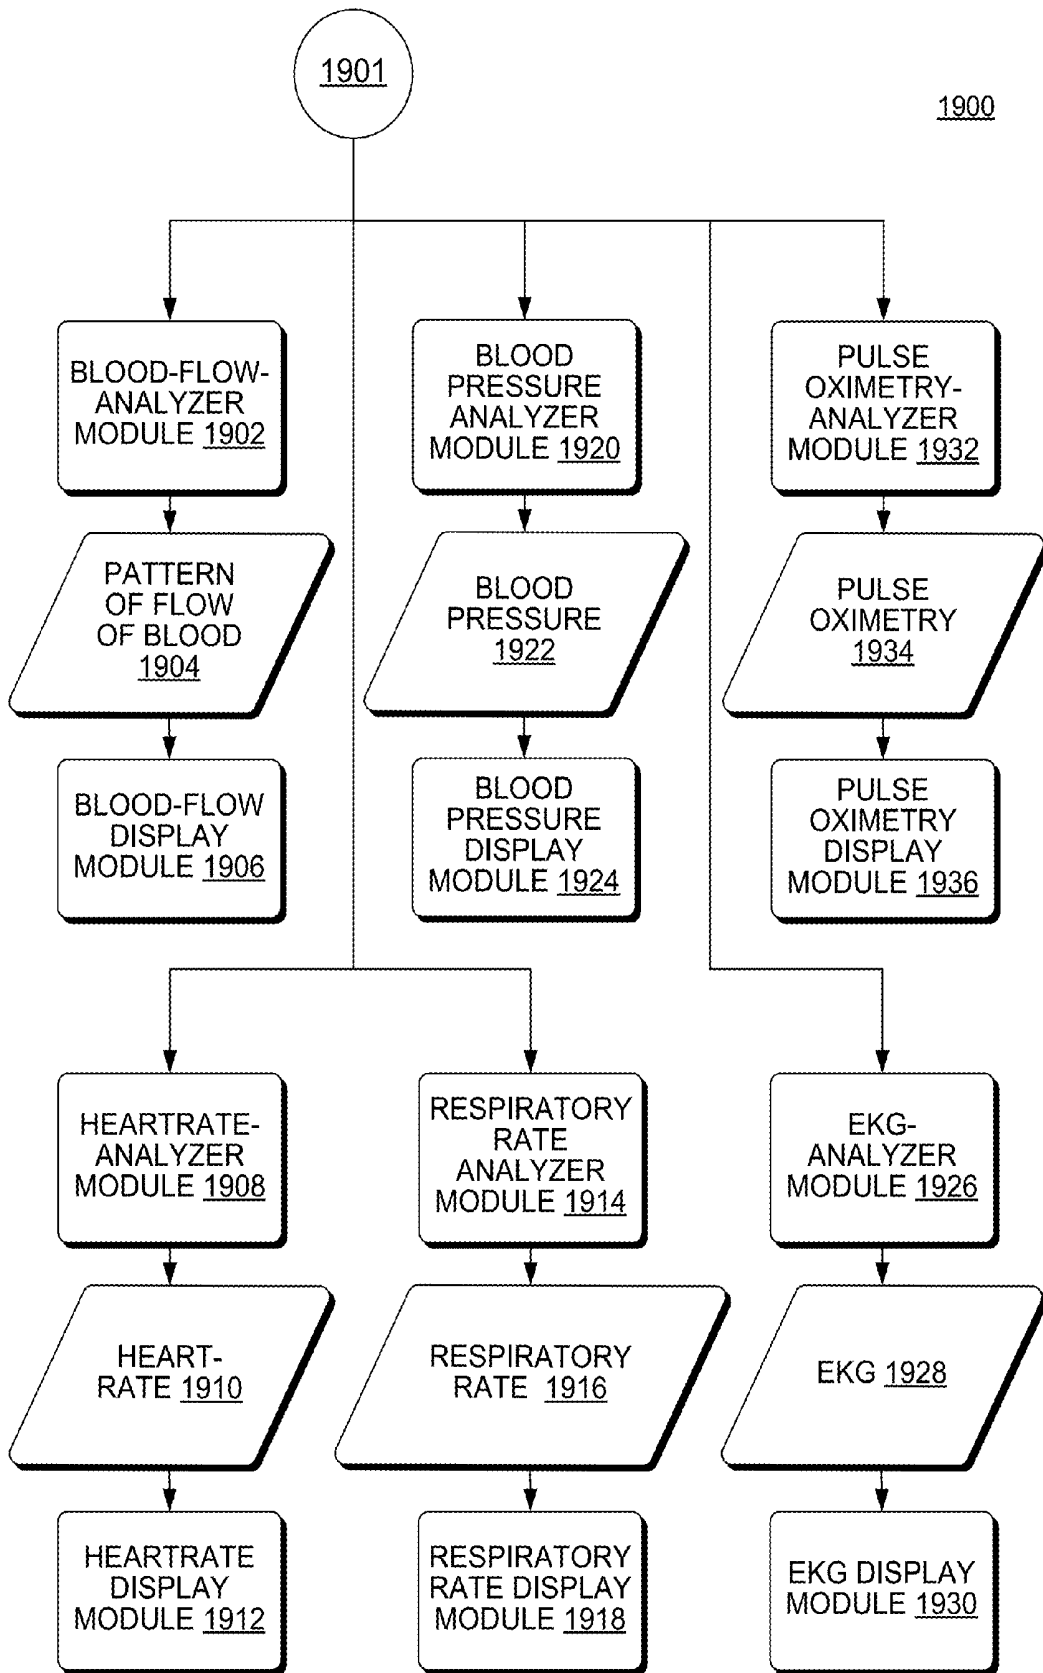 1901
1900
BLOOD-FLOW-
ANALYZER
MODULE 1902
BLOOD
PRESSURE
ANALYZER
MODULE 1920
PULSE
OXIMETRY-
ANALYZER
MODULE 1932
PATTERN
OF FLOW
OF BLOOD
1904
BLOOD
PRESSURE
1922
PULSE
OXIMETRY
1934
BLOOD-FLOW
DISPLAY
MODULE 1906
BLOOD
PRESSURE
DISPLAY
MODULE 1924
PULSE
OXIMETRY
DISPLAY
MODULE 1936
HEARTRATE-
ANALYZER
MODULE 1908
RESPIRATORY
RATE
ANALYZER
MODULE 1914
EKG-
ANALYZER
MODULE 1926
HEART-
RATE 1910
RESPIRATORY
RATE 1916
EKG 1928
HEARTRATE
DISPLAY
MODULE 1912
RESPIRATORY
RATE DISPLAY
MODULE 1918
EKG DISPLAY
MODULE 1930